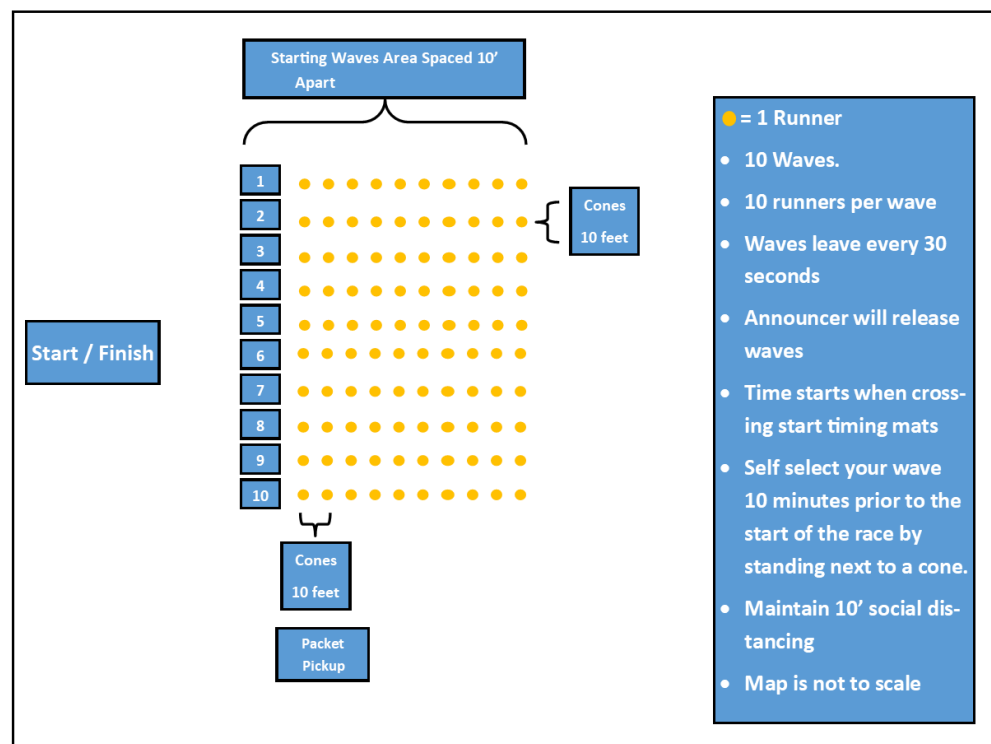 Starting Waves Area Spaced 10’
Apart
1
2
3
4
5
6
7
8
9
10
Cones
10 feet
Start / Finish
Cones
10 feet
Packet
Pickup
= 1 Runner
• 10 Waves.
• 10 runners per wave
• Waves leave every 30
seconds
• Announcer will release
waves
• Time starts when cross-
ing start timing mats
• Self select your wave
10 minutes prior to the
start of the race by
standing next to a cone.
• Maintain 10’ social dis-
tancing
• Map is not to scale